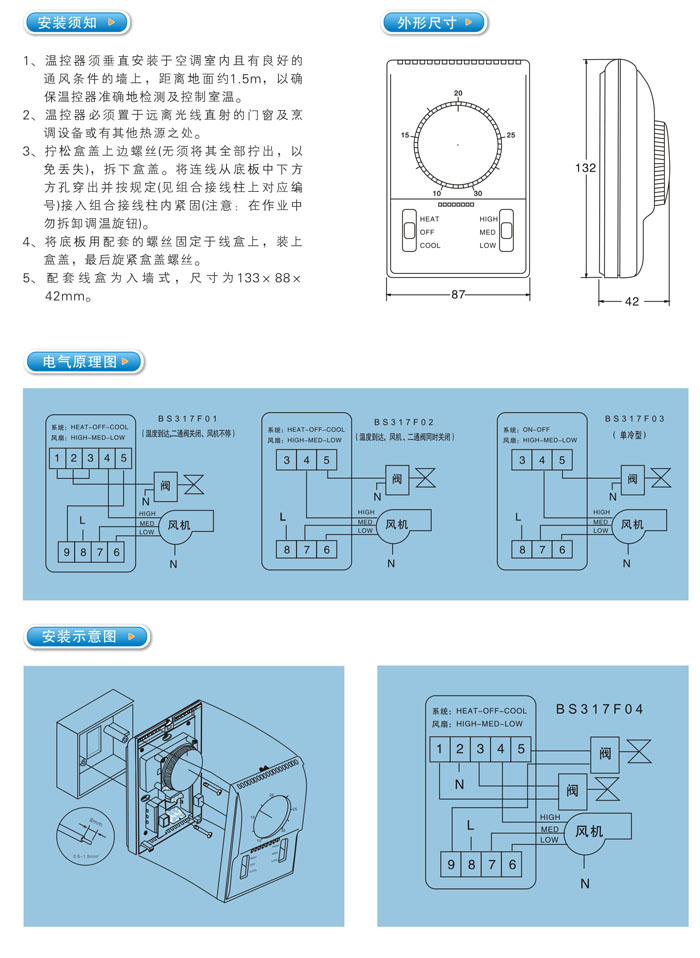 安装须知
1、温控器须垂直安装于空调室内且有良好的
通风条件的墙上，距离地面约1.5m，以确
保温控器准确地检测及控制室温。
2、温控器必须置于远离光线直射的门窗及烹
调设备或有其他热源之处。
3、拧松盒盖上边螺丝(无须将其全部拧出，以
免丢失)，拆下盒盖。将连线从底板中下方
方孔穿出并按规定(见组合接线柱上对应编
号)接入组合接线柱内紧固(注意：在作业中
勿拆卸调温旋钮)。
4、将底板用配套的螺丝固定于线盒上，装上
盒盖，最后旋紧盒盖螺丝。
5、配套线盒为入墙式，尺寸为133×88×
42mm。
外形尺寸
20
15
25
10
30
HEAT
OFF
COOL
HIGH
MED
LOW
87
132
42
电气原理图
系统：HEAT-OFF-COOL
风扇：HIGH-MED-LOW
BS317F01
(温度到达,二通阀关闭、风机不停)
1 2 3 4 5
阀
N
HIGH
MED
LOW
风机
L
9 8 7 6
N
系统：HEAT-OFF-COOL
风扇：HIGH-MED-LOW
BS317F02
(温度到达、风机、二通阀同时关闭)
3 4 5
阀
N
HIGH
MED
LOW
风机
L
8 7 6
N
系统：ON-OFF
风扇：HIGH-MED-LOW
BS317F03
(单冷型)
3 4 5
阀
N
HIGH
MED
LOW
风机
L
8 7 6
N
安装示意图
8mm
0.5-1.5mm²
20
15
25
10
30
HEAT
OFF
COOL
HIGH
MED
LOW
系统：HEAT-OFF-COOL
风扇：HIGH-MED-LOW
BS317F04
1 2 3 4 5
阀
N
阀
HIGH
MED
LOW
风机
L
9 8 7 6
N